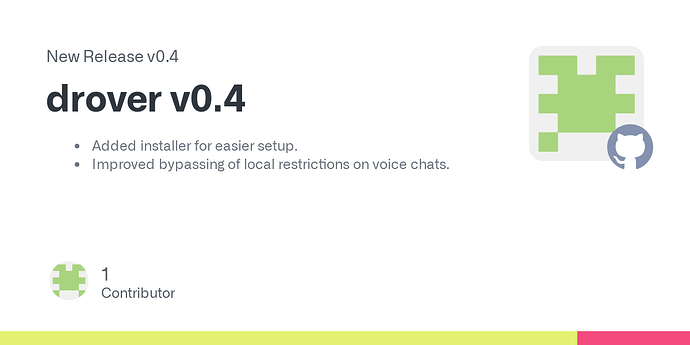 New Release v0.4
drover v0.4
• Added installer for easier setup.
• Improved bypassing of local restrictions on voice chats.
1
Contributor